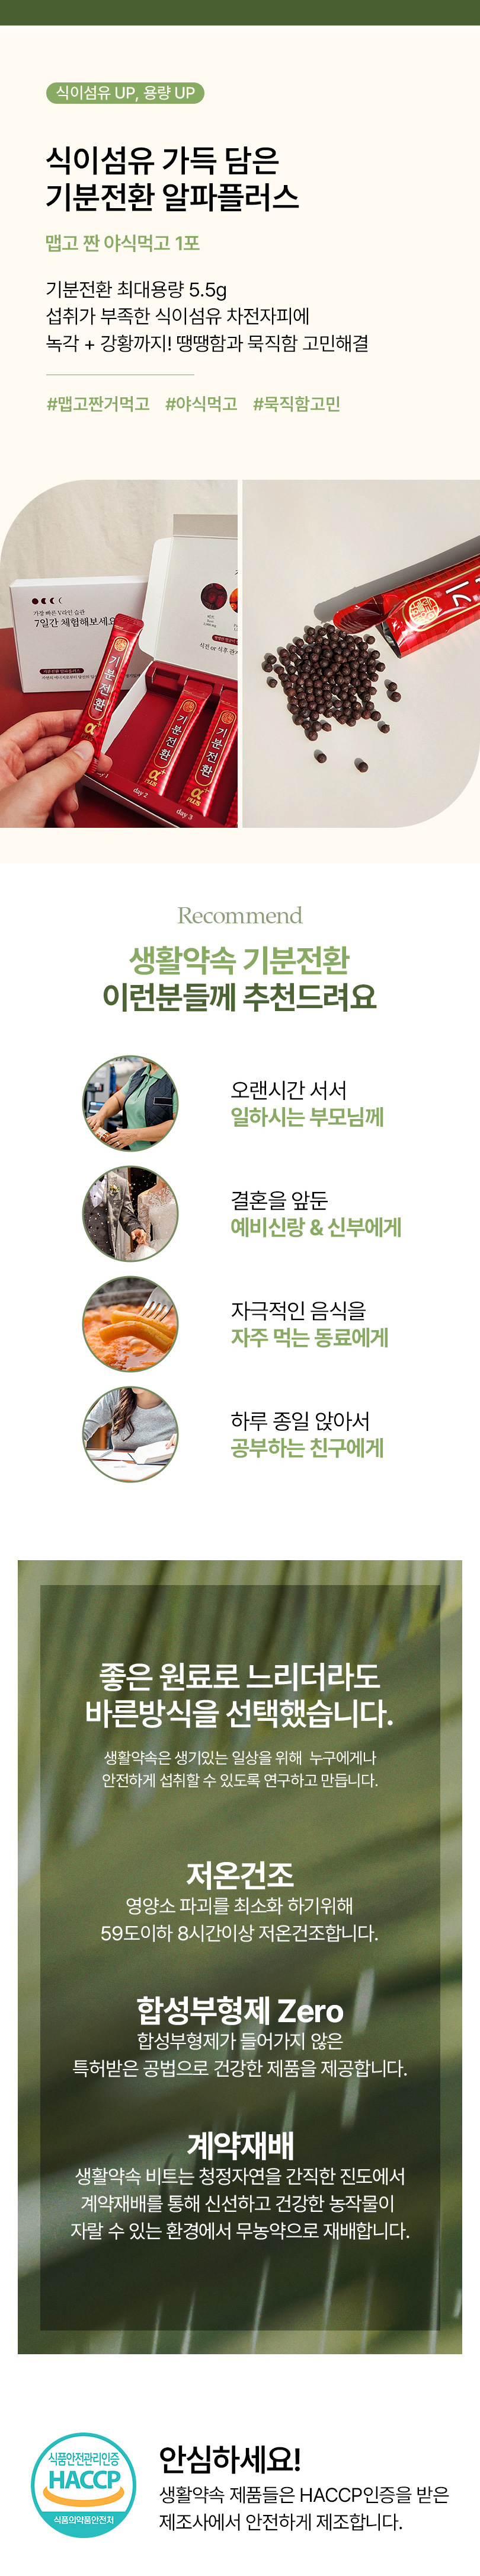 식이섬유 UP, 용량 UP
식이섬유 가득 담은
기분전환 알파플러스
맵고 짠 야식먹고 1포
기분전환 최대용량 5.5g
섭취가 부족한 식이섬유 차전자피에
녹각 + 강황까지! 땡땡함과 묵직함 고민해결
#맵고짠거먹고 #야식먹고 #묵직함고민
가장 빠른 V라인 습관
7일간 체험해보세요
기분전환
α+
PLUS
기분전환
α+
PLUS
기분전환
α+
PLUS
day 2
day 3
Recommend
생활약속 기분전환
이런분들께 추천드려요
오랜시간 서서
일하시는 부모님께
결혼을 앞둔
예비신랑 & 신부에게
자극적인 음식을
자주 먹는 동료에게
하루 종일 앉아서
공부하는 친구에게
좋은 원료로 느리더라도
바른방식을 선택했습니다.
생활약속은 생기있는 일상을 위해 누구에게나
안전하게 섭취할 수 있도록 연구하고 만듭니다.
저온건조
영양소 파괴를 최소화 하기위해
59도이하 8시간이상 저온건조합니다.
합성부형제 Zero
합성부형제가 들어가지 않은
특허받은 공법으로 건강한 제품을 제공합니다.
계약재배
생활약속 비트는 청정자연을 간직한 진도에서
계약재배를 통해 신선하고 건강한 농작물이
자랄 수 있는 환경에서 무농약으로 재배합니다.
식품안전관리인증
HACCP
식품의약품안전처
안심하세요!
생활약속 제품들은 HACCP인증을 받은
제조사에서 안전하게 제조합니다.